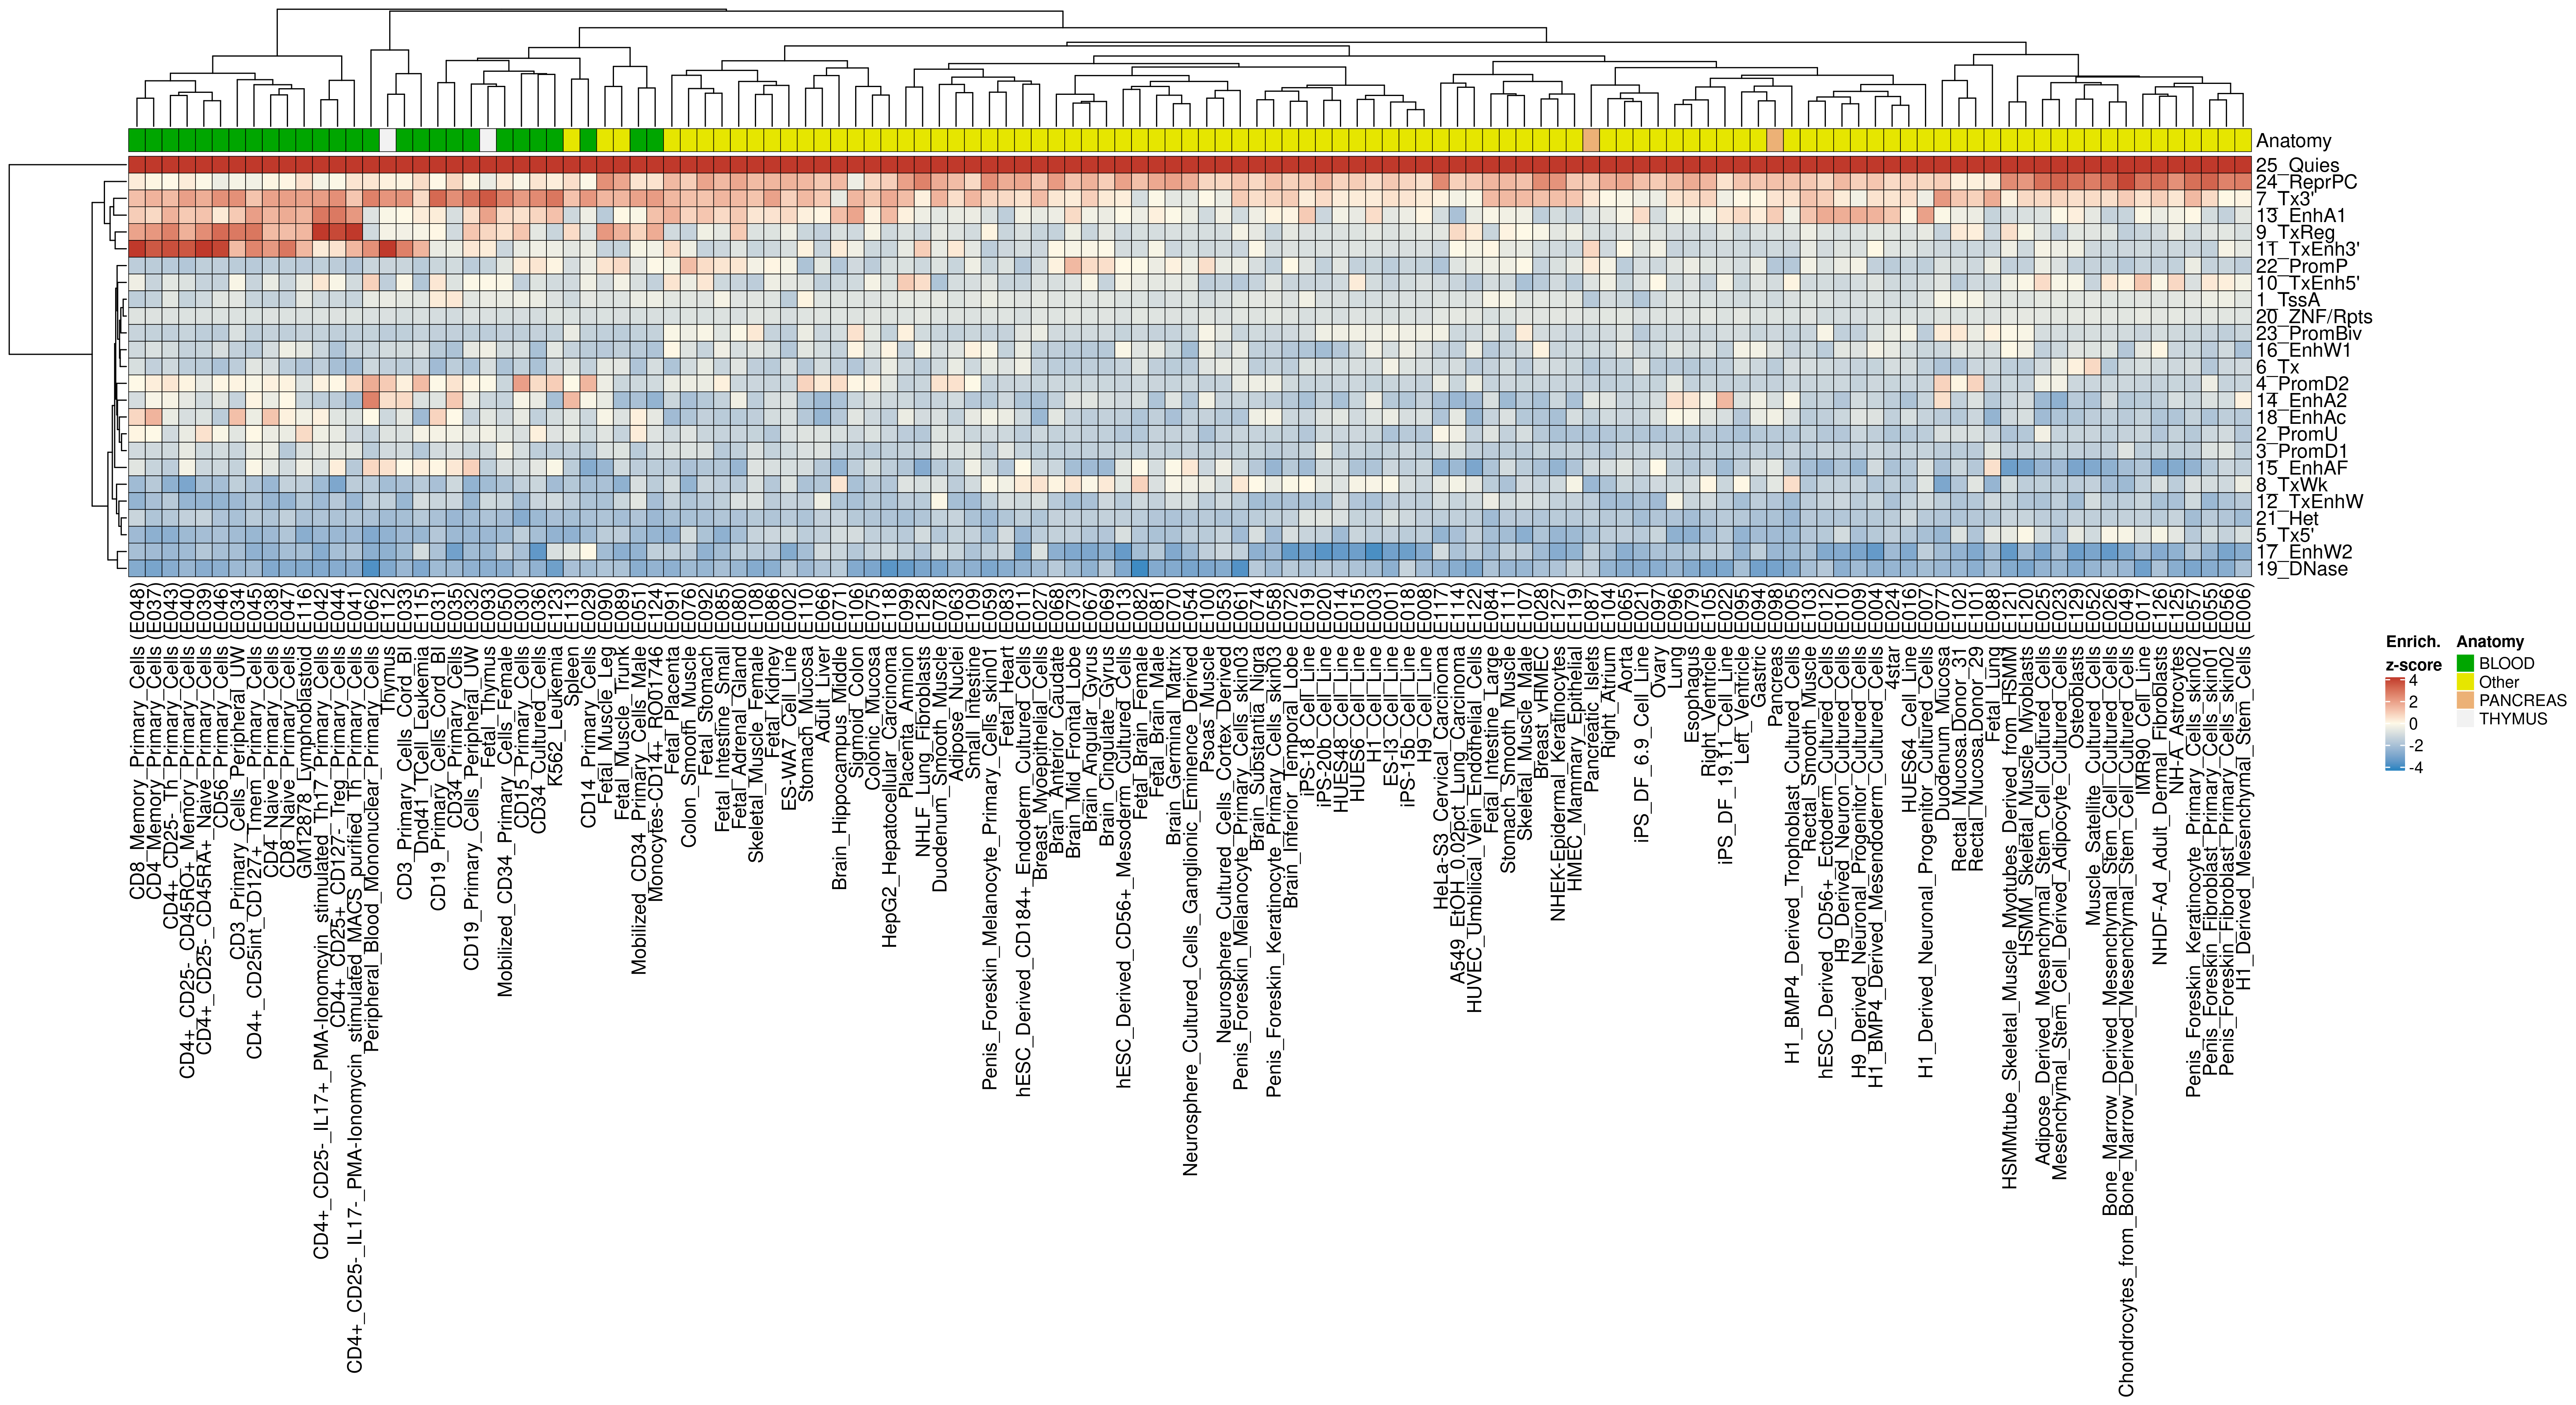 Anatomy
25_Quies
24_ReprPC
7_Tx3'
13_EnhA1
9_TxReg
11_TxEnh3'
22_PromP
10_TxEnh5'
1_TssA
20_ZNF/Rpts
23_PromBiv
16_EnhW1
6_Tx
4_PromD2
14_EnhA2
18_EnhAc
2_PromU
3_PromD1
15_EnhAF
8_TxWk
12_TxEnhW
21_Het
5_Tx5'
17_EnhW2
19_DNase
CD8_Memory_Primary_Cells (E048)
CD4_Memory_Primary_Cells (E037)
CD4+_CD25-_Th_Primary_Cells (E043)
CD4+_CD25-_CD45RO+_Memory_Primary_Cells (E040)
CD4+_CD25-_CD45RA+_Naive_Primary_Cells (E039)
CD56_Primary_Cells (E046)
CD3_Primary_Cells_Peripheral_UW (E034)
CD4+_CD25int_CD127+_Tmem_Primary_Cells (E045)
CD4_Naive_Primary_Cells (E038)
CD8_Naive_Primary_Cells (E047)
GM12878_Lymphoblastoid (E116)
CD4+_CD25-_IL17+_PMA-Ionomcyin_stimulated_Th17_Primary_Cells (E042)
CD4+_CD25+_CD127-_Treg_Primary_Cells (E044)
CD4+_CD25-_IL17-_PMA-Ionomycin_stimulated_MACS_purified_Th_Primary_Cells (E041)
Peripheral_Blood_Mononuclear_Primary_Cells (E062)
Thymus (E112)
CD3_Primary_Cells_Cord_BI (E033)
Dnd41_TCell_Leukemia (E115)
CD19_Primary_Cells_Cord_BI (E031)
CD34_Primary_Cells (E035)
CD19_Primary_Cells_Peripheral_UW (E032)
Fetal_Thymus (E093)
Mobilized_CD34_Primary_Cells_Female (E050)
CD15_Primary_Cells (E030)
CD34_Cultured_Cells (E036)
K562_Leukemia (E123)
Spleen (E113)
CD14_Primary_Cells (E029)
Fetal_Muscle_Leg (E090)
Fetal_Muscle_Trunk (E089)
Mobilized_CD34_Primary_Cells_Male (E051)
Monocytes-CD14+_RO01746 (E124)
Fetal_Placenta (E091)
Colon_Smooth_Muscle (E076)
Fetal_Stomach (E092)
Fetal_Intestine_Small (E085)
Fetal_Adrenal_Gland (E080)
Skeletal_Muscle_Female (E108)
Fetal_Kidney (E086)
ES-WA7_Cell_Line (E002)
Stomach_Mucosa (E110)
Adult_Liver (E066)
Brain_Hippocampus_Middle (E071)
Sigmoid_Colon (E106)
Colonic_Mucosa (E075)
HepG2_Hepatocellular_Carcinoma (E118)
Placenta_Amnion (E099)
NHLF_Lung_Fibroblasts (E128)
Duodenum_Smooth_Muscle (E078)
Adipose_Nuclei (E063)
Small_Intestine (E109)
Penis_Foreskin_Melanocyte_Primary_Cells_skin01 (E059)
Fetal_Heart (E083)
hESC_Derived_CD184+_Endoderm_Cultured_Cells (E011)
Breast_Myoepithelial_Cells (E027)
Brain_Anterior_Caudate (E068)
Brain_Mid_Frontal_Lobe (E073)
Brain_Angular_Gyrus (E067)
Brain_Cingulate_Gyrus (E069)
hESC_Derived_CD56+_Mesoderm_Cultured_Cells (E013)
Fetal_Brain_Female (E082)
Fetal_Brain_Male (E081)
Brain_Germinal_Matrix (E070)
Neurosphere_Cultured_Cells_Ganglionic_Eminence_Derived (E054)
Psoas_Muscle (E100)
Neurosphere_Cultured_Cells_Cortex_Derived (E053)
Penis_Foreskin_Melanocyte_Primary_Cells_skin03 (E061)
Brain_Substantia_Nigra (E074)
Penis_Foreskin_Keratinocyte_Primary_Cells_skin03 (E058)
Brain_Inferior_Temporal_Lobe (E072)
iPS-18_Cell_Line (E019)
iPS-20b_Cell_Line (E020)
HUES48_Cell_Line (E014)
HUES6_Cell_Line (E015)
H1_Cell_Line (E003)
ES-I3_Cell_Line (E001)
iPS-15b_Cell_Line (E018)
H9_Cell_Line (E008)
HeLa-S3_Cervical_Carcinoma (E117)
A549_EtOH_0.02pct_Lung_Carcinoma (E114)
HUVEC_Umbilical_Vein_Endothelial_Cells (E122)
Fetal_Intestine_Large (E084)
Stomach_Smooth_Muscle (E111)
Skeletal_Muscle_Male (E107)
Breast_vHMEC (E028)
NHEK-Epidermal_Keratinocytes (E127)
HMEC_Mammary_Epithelial (E119)
Pancreatic_Islets (E087)
Right_Atrium (E104)
Aorta (E065)
iPS_DF_6.9_Cell_Line (E021)
Ovary (E097)
Lung (E096)
Esophagus (E079)
Right_Ventricle (E105)
iPS_DF_19.11_Cell_Line (E022)
Left_Ventricle (E095)
Gastric (E094)
Pancreas (E098)
H1_BMP4_Derived_Trophoblast_Cultured_Cells (E005)
Rectal_Smooth_Muscle (E103)
hESC_Derived_CD56+_Ectoderm_Cultured_Cells (E012)
H9_Derived_Neuron_Cultured_Cells (E010)
H9_Derived_Neuronal_Progenitor_Cultured_Cells (E009)
H1_BMP4_Derived_Mesendoderm_Cultured_Cells (E004)
4star (E024)
HUES64_Cell_Line (E016)
H1_Derived_Neuronal_Progenitor_Cultured_Cells (E007)
Duodenum_Mucosa (E077)
Rectal_Mucosa_Donor_31 (E102)
Rectal_Mucosa_Donor_29 (E101)
Fetal_Lung (E088)
HSMMtube_Skeletal_Muscle_Myotubes_Derived_from_HSMM (E121)
HSMM_Skeletal_Muscle_Myoblasts (E120)
Adipose_Derived_Mesenchymal_Stem_Cell_Cultured_Cells (E025)
Mesenchymal_Stem_Cell_Derived_Adipocyte_Cultured_Cells (E023)
Osteoblasts (E129)
Muscle_Satellite_Cultured_Cells (E052)
Bone_Marrow_Derived_Mesenchymal_Stem_Cell_Cultured_Cells (E026)
Chondrocytes_from_Bone_Marrow_Derived_Mesenchymal_Stem_Cell_Cultured_Cells (E049)
IMR90_Cell_Line (E017)
NHDF-Ad_Adult_Dermal_Fibroblasts (E126)
NH-A_Astrocytes (E125)
Penis_Foreskin_Keratinocyte_Primary_Cells_skin02 (E057)
Penis_Foreskin_Fibroblast_Primary_Cells_skin01 (E055)
Penis_Foreskin_Fibroblast_Primary_Cells_skin02 (E056)
H1_Derived_Mesenchymal_Stem_Cells (E006)
Enrich.
z-score
4
2
0
-2
-4
Anatomy
BLOOD
Other
PANCREAS
THYMUS